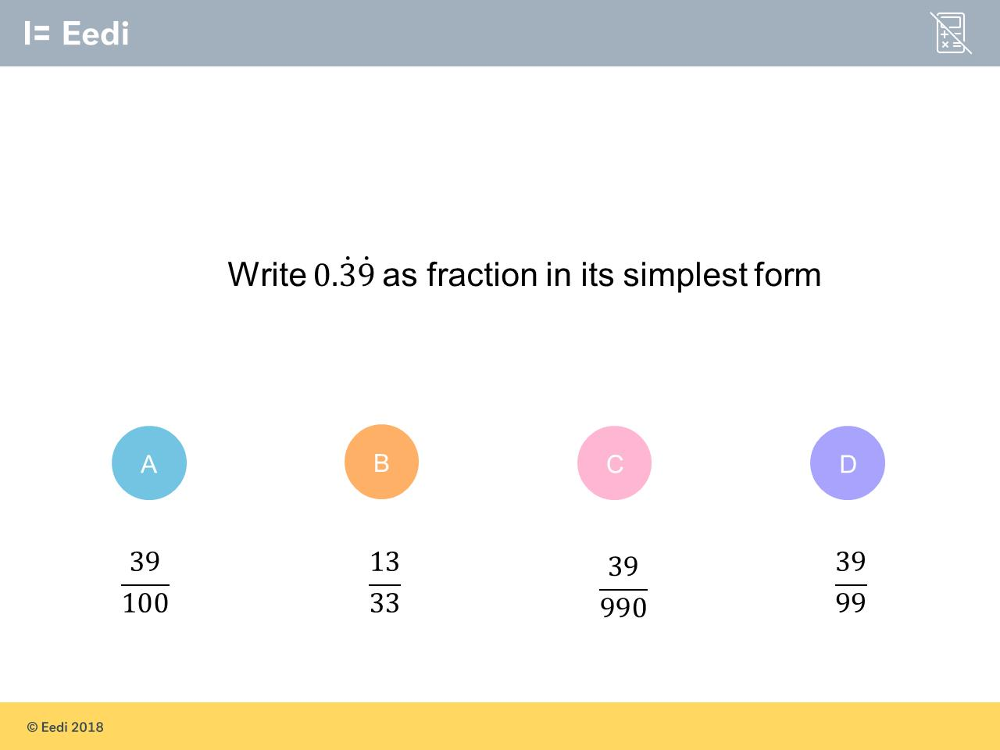 Eedi
Write 0.3̇9̇ as fraction in its simplest form
A B C D
39/100 13/33 39/990 39/99
© Eedi 2018